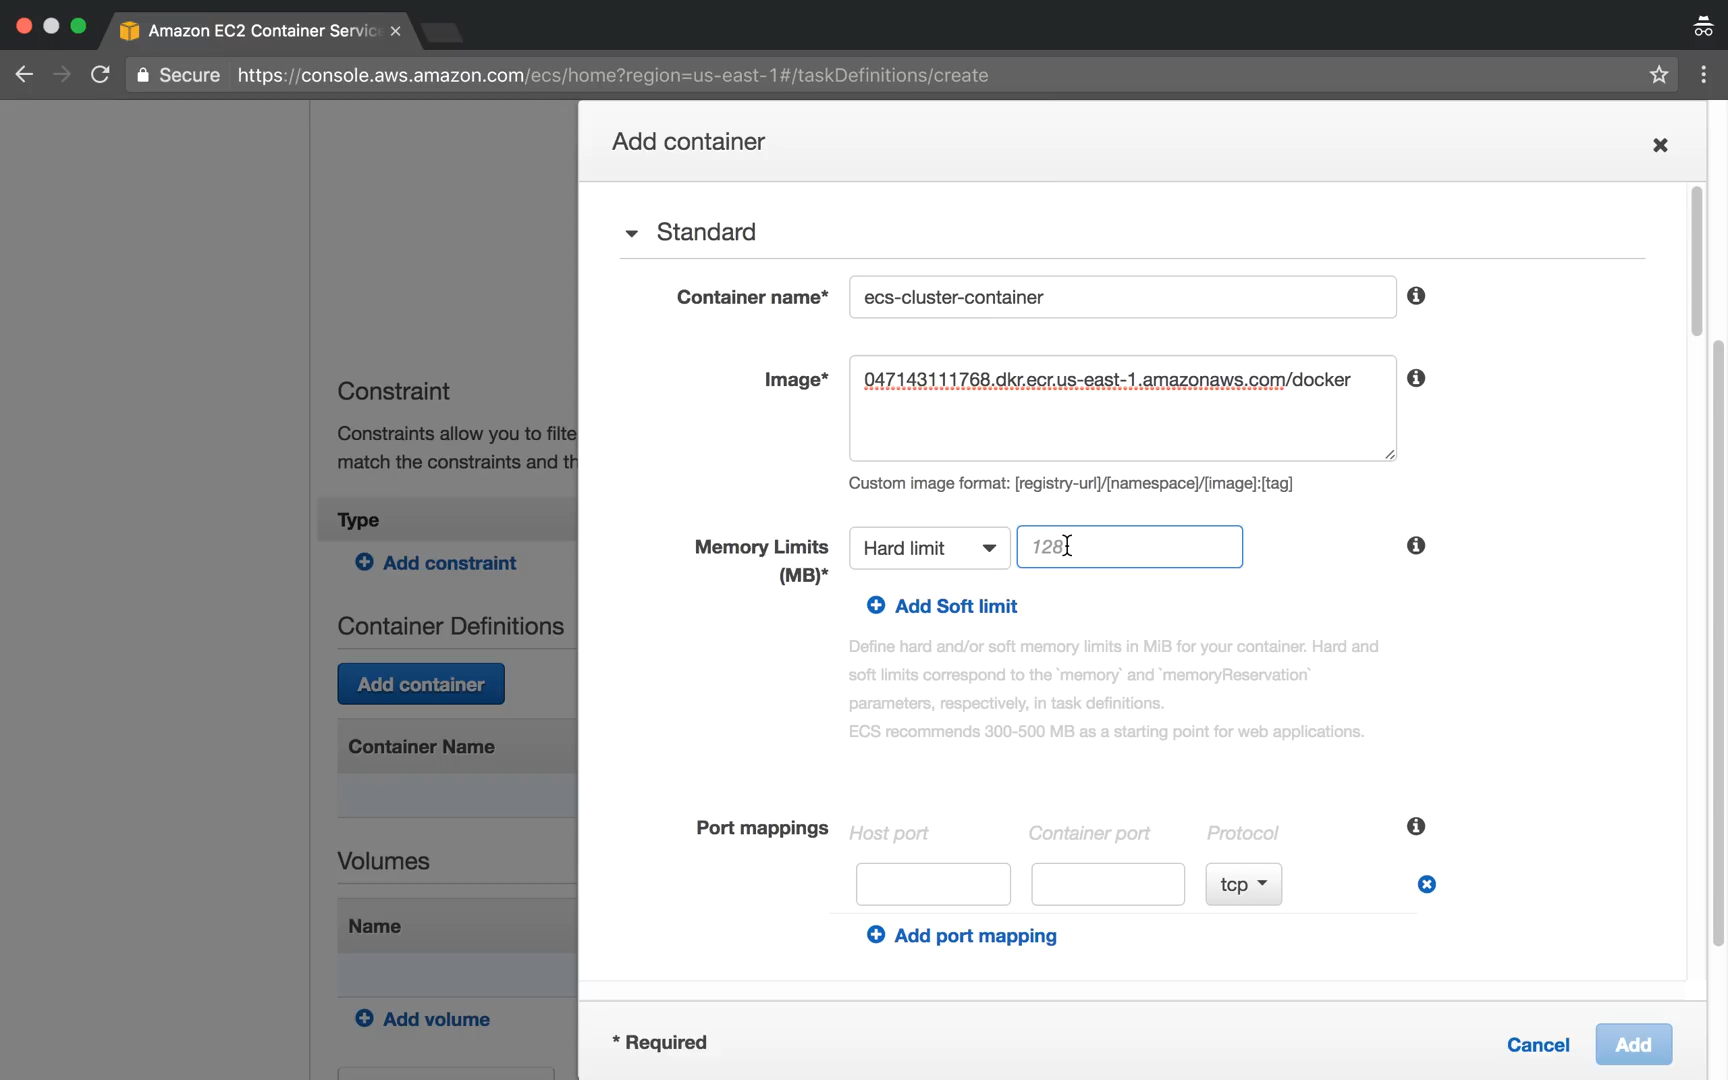 Amazon EC2 Container Servic
Secure https://console.aws.amazon.com/ecs/home?region=us-east-1#/taskDefinitions/create
Constraint
Constraints allow you to filte
match the constraints and th
Type
Add constraint
Container Definitions
Add container
Container Name
Volumes
Name
Add volume
Add container
Standard
Container name* ecs-cluster-container
Image* 047143111768.dkr.ecr.us-east-1.amazonaws.com/docker
Custom image format: [registry-url]/[namespace]/[image]:[tag]
Memory Limits (MB)* Hard limit 128
Add Soft limit
Define hard and/or soft memory limits in MiB for your container. Hard and
soft limits correspond to the `memory` and `memoryReservation`
parameters, respectively, in task definitions.
ECS recommends 300-500 MB as a starting point for web applications.
Port mappings Host port Container port Protocol
tcp
Add port mapping
* Required
Cancel Add